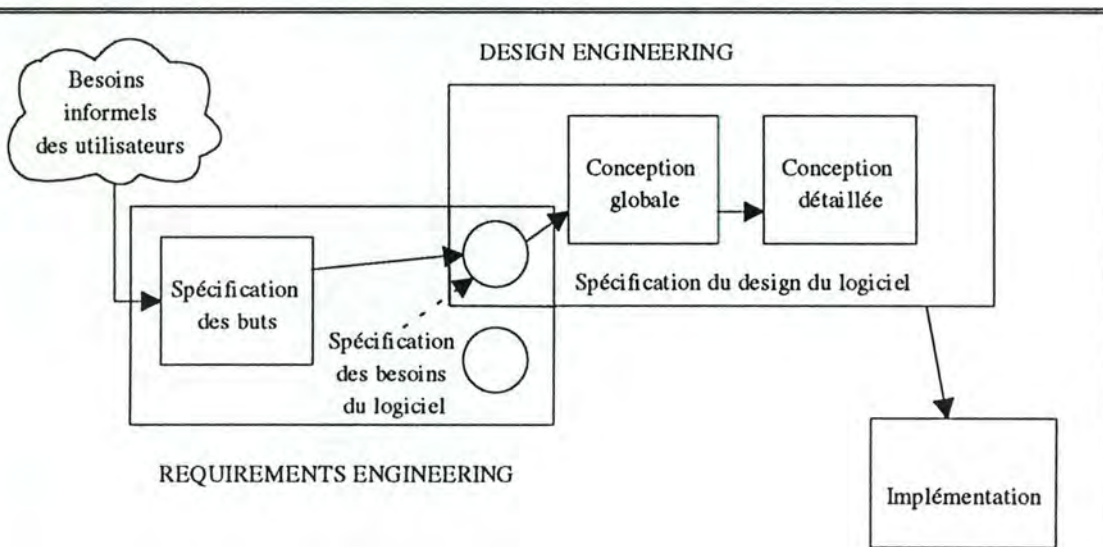 DESIGN ENGINEERING
Besoins
informels
des utilisateurs
Conception
globale
Conception
détaillée
Spécification
des buts
Spécification du design du logiciel
Spécification
des besoins
du logiciel
REQUIREMENTS ENGINEERING
Implémentation